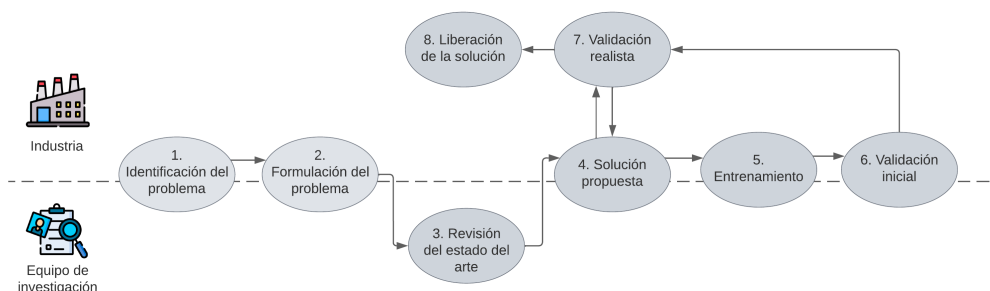 8. Liberación
de la solución
7. Validación
realista
Industria
1.
Identificación del
problema
2.
Formulación del
problema
4. Solución
propuesta
5.
Entrenamiento
6. Validación
inicial
3. Revisión
del estado del
arte
Equipo de
investigación